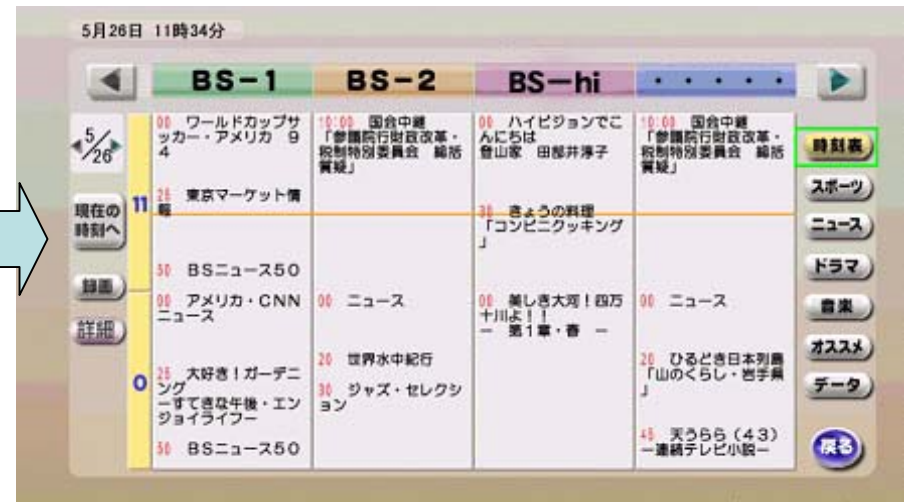 5月26日 11時34分
BS-1
BS-2
BS-hi
・・・・・
5/26
現在の
時刻へ
録画
詳細
11
0
00 ワールドカップサ
ッカー・アメリカ 9
4
25 東京マーケット情
報
50 BSニュース50
00 アメリカ・CNN
ニュース
25 大好き!ガーデニ
ング
ーすてきな午後・エン
ジョイライフー
50 BSニュース50
10:00 国会中継
「参議院行財政改革・
税制特別委員会 総括
質疑」
00 ニュース
20 世界水中紀行
30 ジャズ・セレクシ
ョン
00 ハイビジョンでこ
んにちは
登山家 田部井淳子
30 きょうの料理
「コンビニクッキング
」
00 美しき大河!四万
十川よ!!
ー 第1章・春 ー
10:00 国会中継
「参議院行財政改革・
税制特別委員会 総括
質疑」
00 ニュース
20 ひるどき日本列島
「山のくらし・岩手県
」
45 天うらら(43)
ー連続テレビ小説ー
時刻表
スポーツ
ニュース
ドラマ
音楽
オススメ
データ
戻る